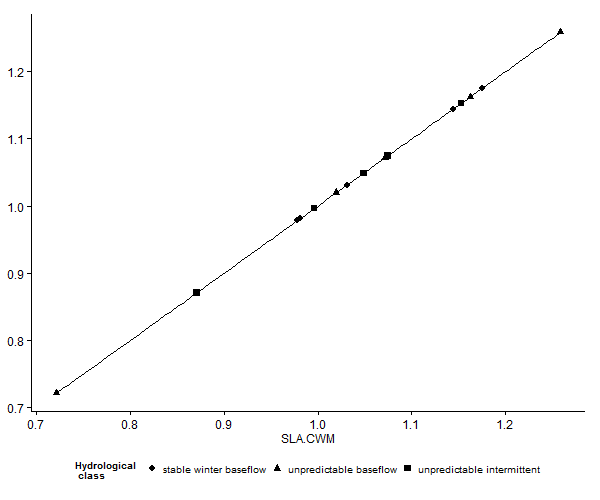 1.2
1.1
1.0
0.9
0.8
0.7
0.7 0.8 0.9 1.0 1.1 1.2
SLA.CWM
Hydrological
class
stable winter baseflow unpredictable baseflow unpredictable intermittent